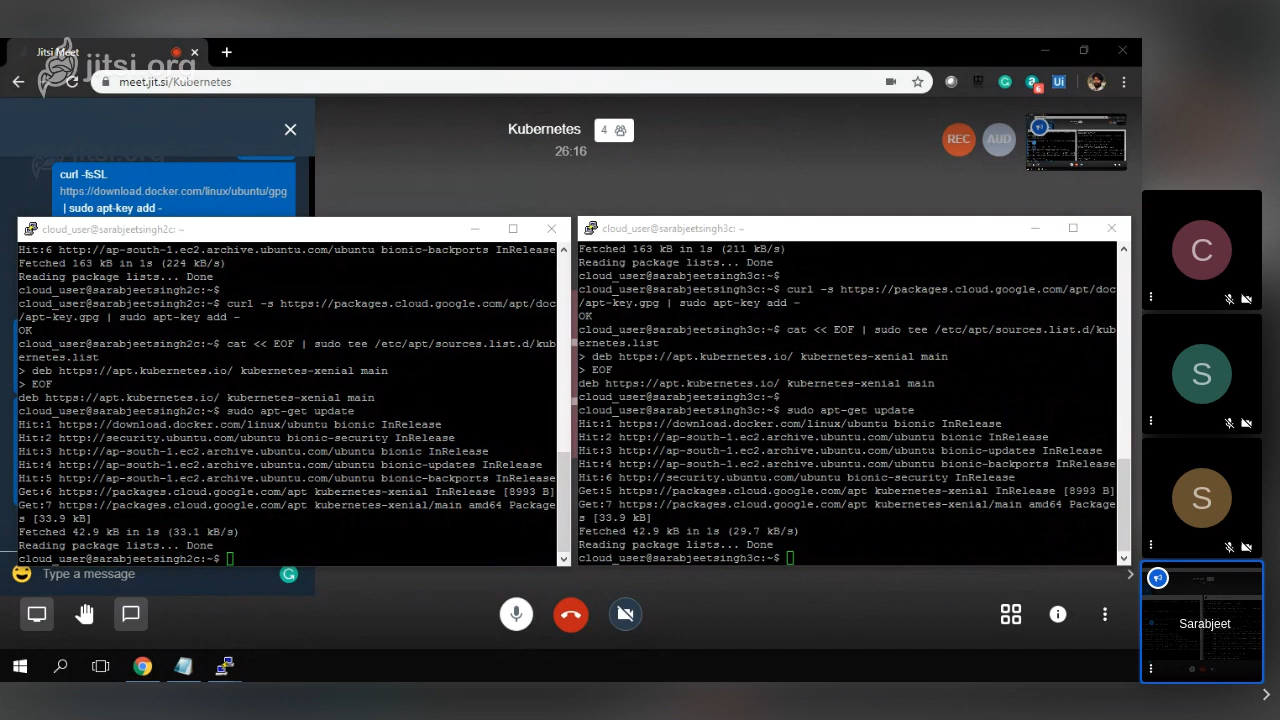 Jitsi Meet
jitsi.org
meet.jit.si/Kubernetes
6
Ui
Kubernetes
4
26:16
REC
AUD
jitsi.org
curl -fsSL
https://download.docker.com/linux/ubuntu/gpg
| sudo apt-key add -
cloud_user@sarabjeetsingh2c: ~
Hit:6 http://ap-south-1.ec2.archive.ubuntu.com/ubuntu bionic-backports InRelease
Fetched 163 kB in 1s (224 kB/s)
Reading package lists... Done
cloud_user@sarabjeetsingh2c:~$
cloud_user@sarabjeetsingh2c:~$ curl -s https://packages.cloud.google.com/apt/doc
/apt-key.gpg | sudo apt-key add -
OK
cloud_user@sarabjeetsingh2c:~$ cat << EOF | sudo tee /etc/apt/sources.list.d/kub
ernetes.list
> deb https://apt.kubernetes.io/ kubernetes-xenial main
> EOF
deb https://apt.kubernetes.io/ kubernetes-xenial main
cloud_user@sarabjeetsingh2c:~$ sudo apt-get update
Hit:1 https://download.docker.com/linux/ubuntu bionic InRelease
Hit:2 http://security.ubuntu.com/ubuntu bionic-security InRelease
Hit:3 http://ap-south-1.ec2.archive.ubuntu.com/ubuntu bionic InRelease
Hit:4 http://ap-south-1.ec2.archive.ubuntu.com/ubuntu bionic-updates InRelease
Hit:5 http://ap-south-1.ec2.archive.ubuntu.com/ubuntu bionic-backports InRelease
Get:6 https://packages.cloud.google.com/apt kubernetes-xenial InRelease [8993 B]
Get:7 https://packages.cloud.google.com/apt kubernetes-xenial/main amd64 Package
s [33.9 kB]
Fetched 42.9 kB in 1s (33.1 kB/s)
Reading package lists... Done
cloud_user@sarabjeetsingh2c:~$
cloud_user@sarabjeetsingh3c: ~
Fetched 163 kB in 1s (211 kB/s)
Reading package lists... Done
cloud_user@sarabjeetsingh3c:~$
cloud_user@sarabjeetsingh3c:~$ curl -s https://packages.cloud.google.com/apt/doc
/apt-key.gpg | sudo apt-key add -
OK
cloud_user@sarabjeetsingh3c:~$ cat << EOF | sudo tee /etc/apt/sources.list.d/kub
ernetes.list
> deb https://apt.kubernetes.io/ kubernetes-xenial main
> EOF
deb https://apt.kubernetes.io/ kubernetes-xenial main
cloud_user@sarabjeetsingh3c:~$
cloud_user@sarabjeetsingh3c:~$ sudo apt-get update
Hit:1 https://download.docker.com/linux/ubuntu bionic InRelease
Hit:2 http://ap-south-1.ec2.archive.ubuntu.com/ubuntu bionic InRelease
Hit:3 http://ap-south-1.ec2.archive.ubuntu.com/ubuntu bionic-updates InRelease
Hit:4 http://ap-south-1.ec2.archive.ubuntu.com/ubuntu bionic-backports InRelease
Hit:6 http://security.ubuntu.com/ubuntu bionic-security InRelease
Get:5 https://packages.cloud.google.com/apt kubernetes-xenial InRelease [8993 B]
Get:7 https://packages.cloud.google.com/apt kubernetes-xenial/main amd64 Package
s [33.9 kB]
Fetched 42.9 kB in 1s (29.7 kB/s)
Reading package lists... Done
cloud_user@sarabjeetsingh3c:~$
Type a message
C
S
S
Sarabjeet